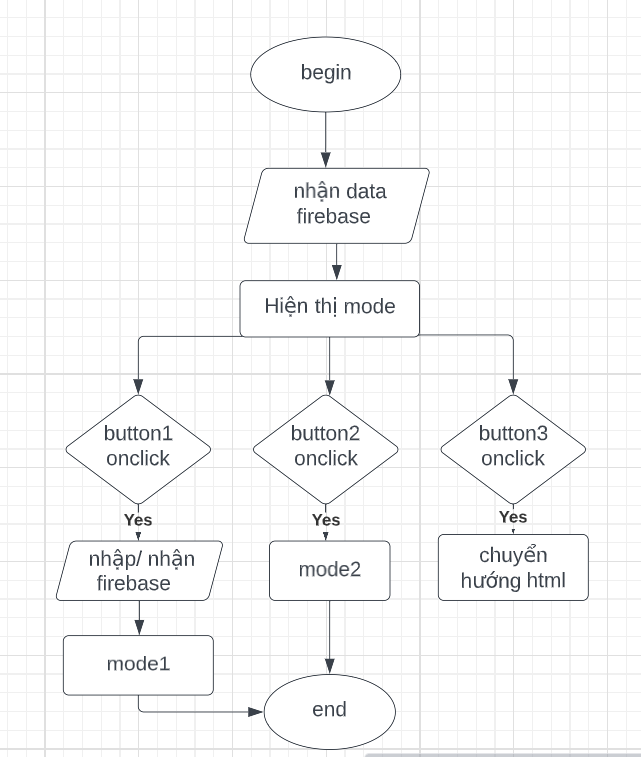 begin
nhận data
firebase
Hiện thị mode
button1
onclick
button2
onclick
button3
onclick
Yes
Yes
Yes
nhập/ nhận
firebase
mode2
chuyển
hướng html
mode1
end